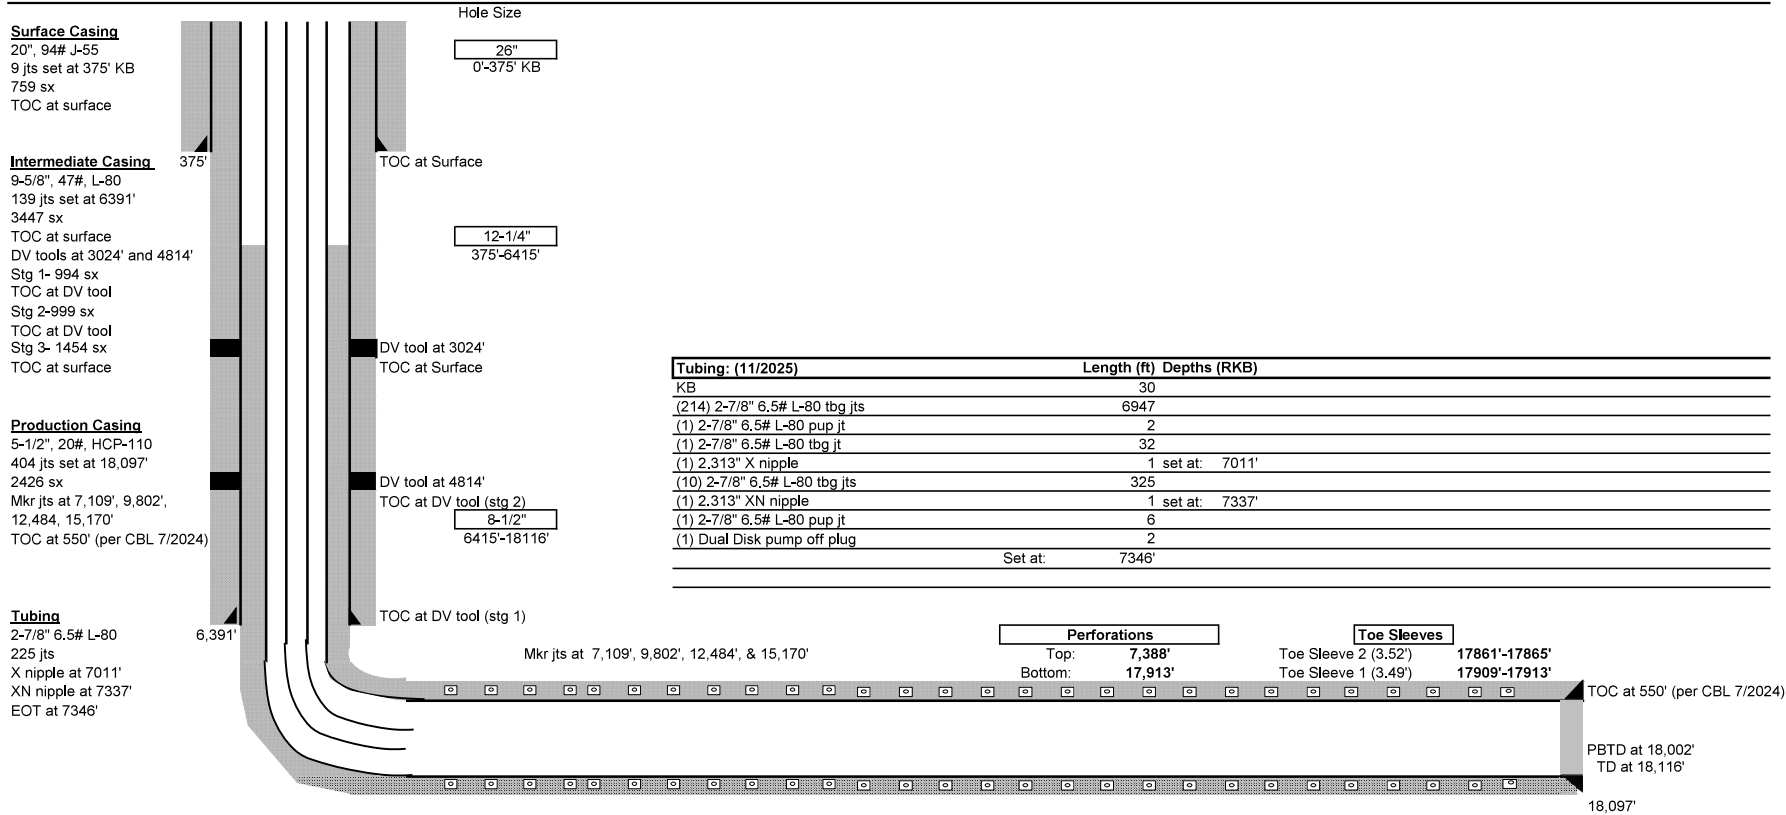 Hole Size
Surface Casing
20", 94# J-55
9 jts set at 375' KB
759 sx
TOC at surface
26"
0'-375' KB
375'
TOC at Surface
Intermediate Casing
9-5/8", 47#, L-80
139 jts set at 6391'
3447 sx
TOC at surface
DV tools at 3024' and 4814'
Stg 1- 994 sx
TOC at DV tool
Stg 2-999 sx
TOC at DV tool
Stg 3- 1454 sx
TOC at surface
12-1/4"
375'-6415'
DV tool at 3024'
TOC at Surface
Production Casing
5-1/2", 20#, HCP-110
404 jts set at 18,097'
2426 sx
Mkr jts at 7,109', 9,802',
12,484, 15,170'
TOC at 550' (per CBL 7/2024)
DV tool at 4814'
TOC at DV tool (stg 2)
8-1/2"
6415'-18116'
Tubing: (11/2025) Length (ft) Depths (RKB)
KB 30
(214) 2-7/8" 6.5# L-80 tbg jts 6947
(1) 2-7/8" 6.5# L-80 pup jt 2
(1) 2-7/8" 6.5# L-80 tbg jt 32
(1) 2.313" X nipple 1 set at: 7011'
(10) 2-7/8" 6.5# L-80 tbg jts 325
(1) 2.313" XN nipple 1 set at: 7337'
(1) 2-7/8" 6.5# L-80 pup jt 6
(1) Dual Disk pump off plug 2
Set at: 7346'
Tubing
2-7/8" 6.5# L-80
225 jts
X nipple at 7011'
XN nipple at 7337'
EOT at 7346'
6,391'
TOC at DV tool (stg 1)
Mkr jts at 7,109', 9,802', 12,484', & 15,170'
Perforations
Top: 7,388'
Bottom: 17,913'
Toe Sleeves
Toe Sleeve 2 (3.52') 17861'-17865'
Toe Sleeve 1 (3.49') 17909'-17913'
TOC at 550' (per CBL 7/2024)
PBTD at 18,002'
TD at 18,116'
18,097'